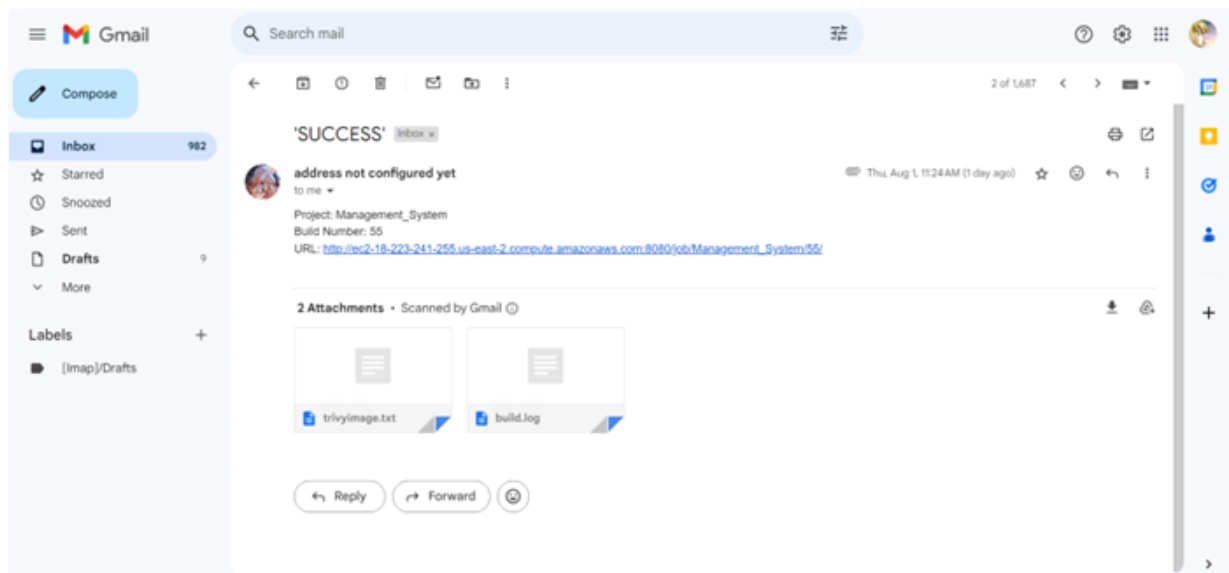 Gmail
Search mail
Compose
2 of 1,687
Inbox 982
Starred
Snoozed
Sent
Drafts 9
More
Labels
[Imap]/Drafts
'SUCCESS' Inbox x
address not configured yet
Thu, Aug 1, 11:24 AM (1 day ago)
to me
Project: Management_System
Build Number: 55
URL: http://ec2-18-223-241-255.us-east-2.compute.amazonaws.com:8080/job/Management_System/55/
2 Attachments • Scanned by Gmail
trivyimage.txt
build.log
Reply
Forward